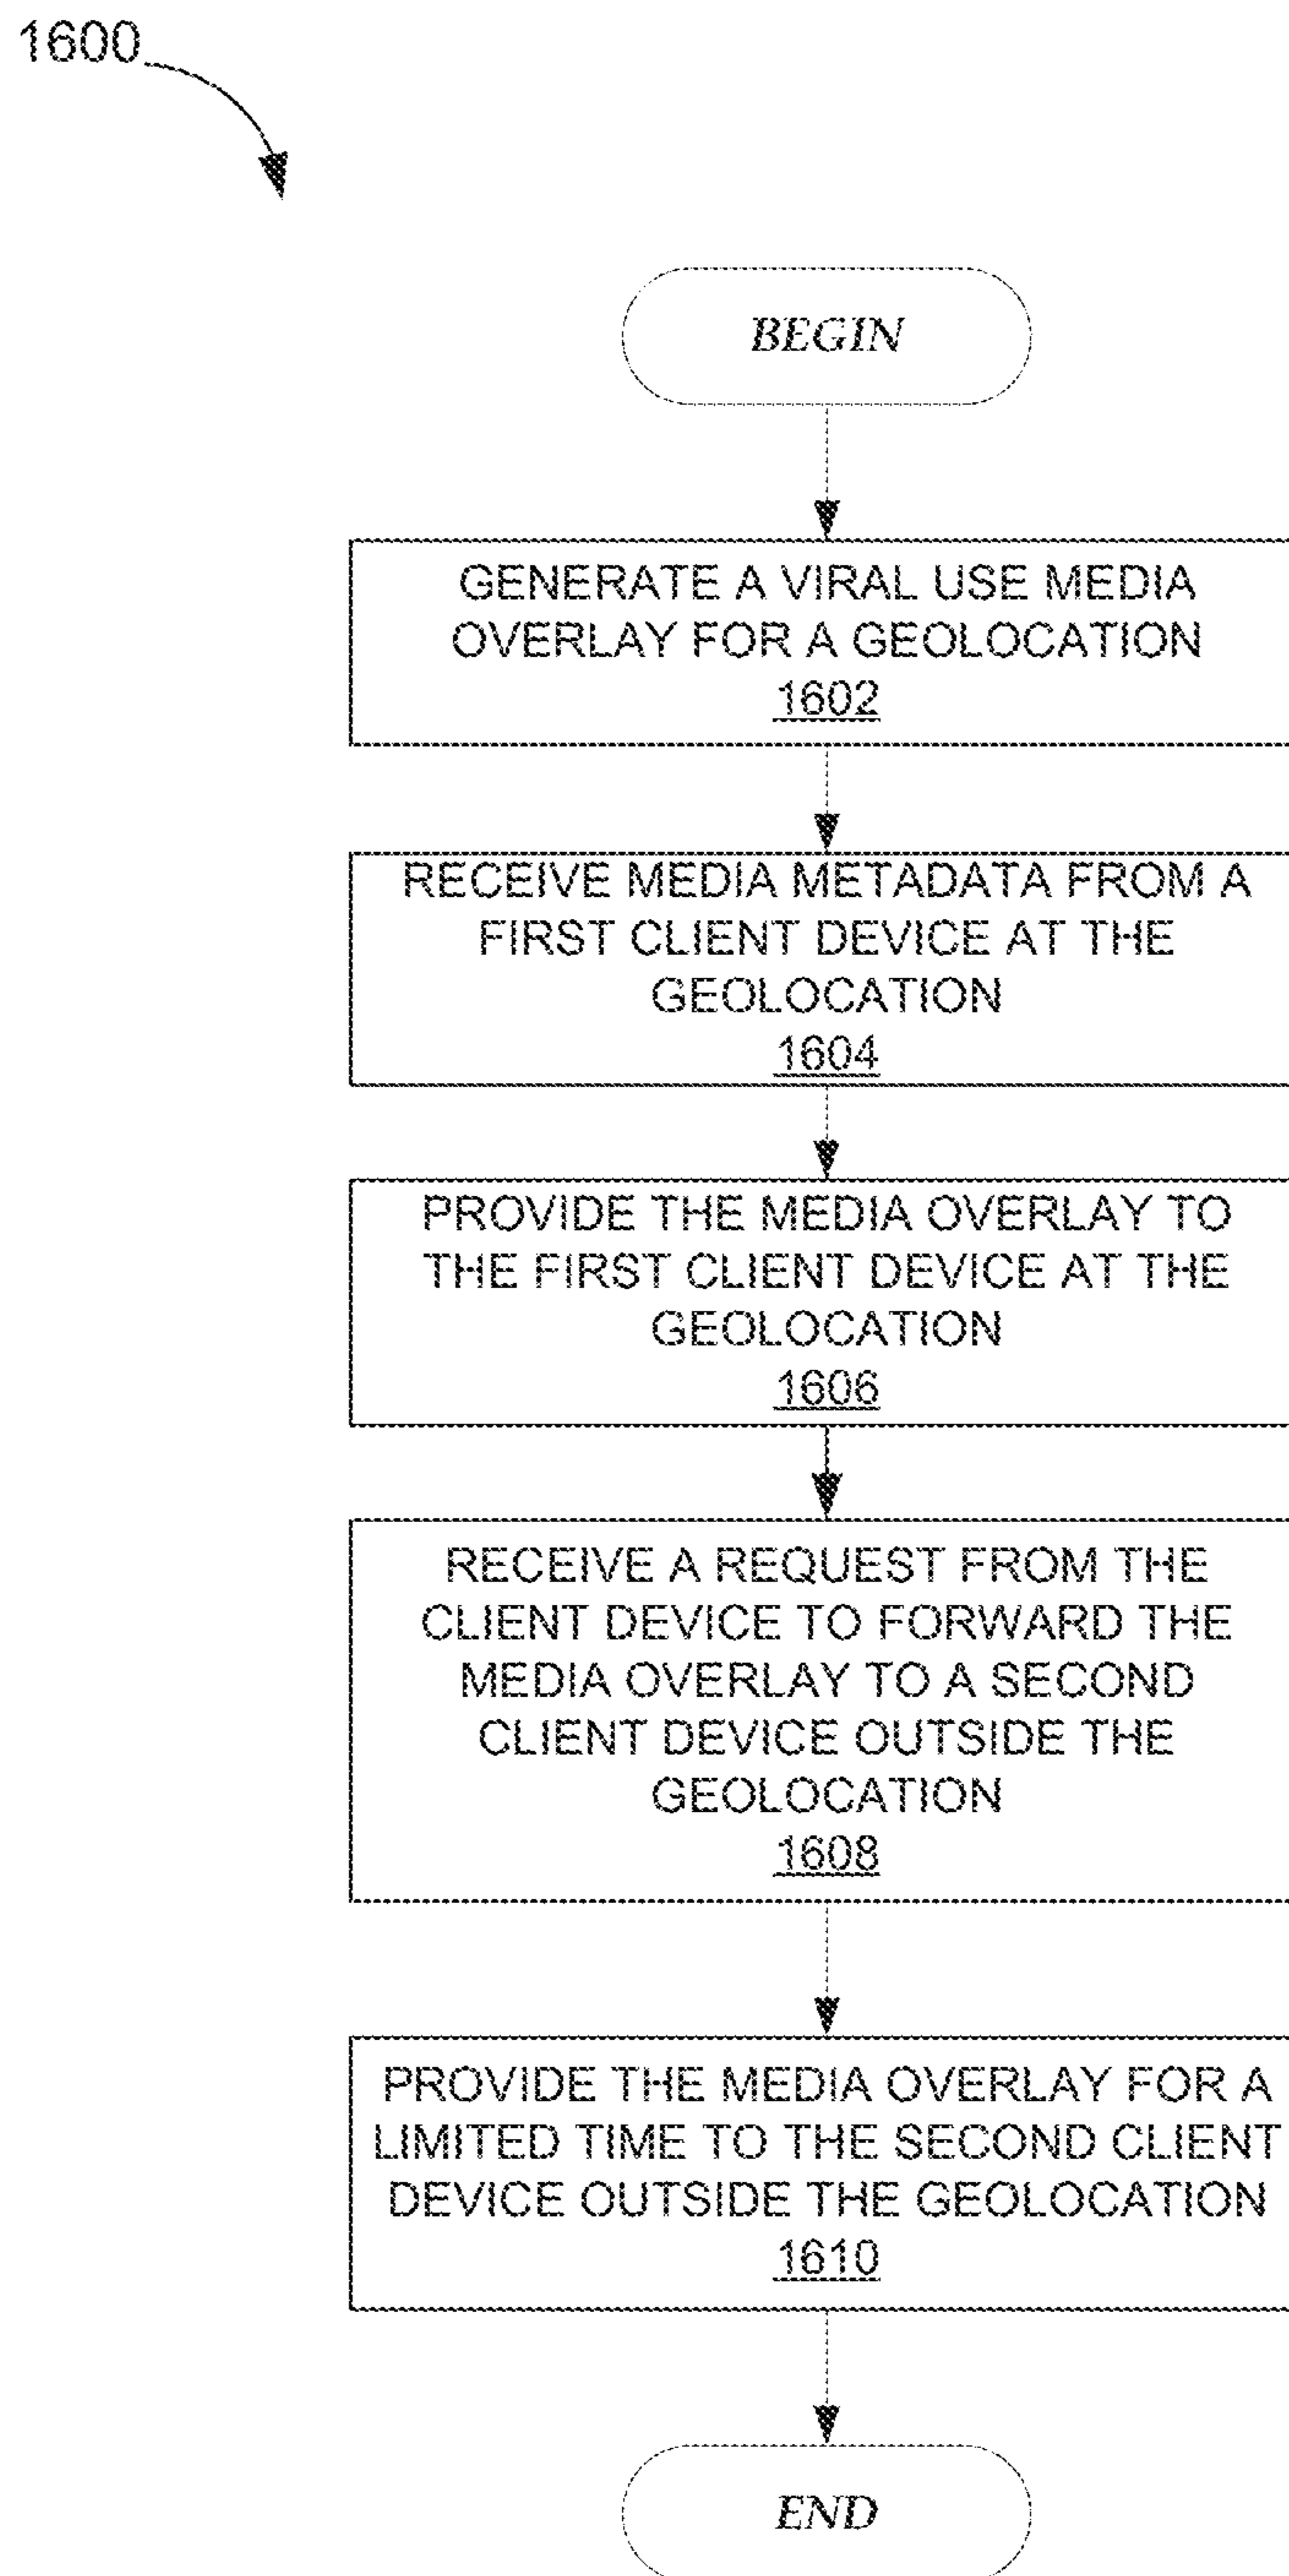 1600
BEGIN
GENERATE A VIRAL USE MEDIA
OVERLAY FOR A GEOLOCATION
1602
RECEIVE MEDIA METADATA FROM A
FIRST CLIENT DEVICE AT THE
GEOLOCATION
1604
PROVIDE THE MEDIA OVERLAY TO
THE FIRST CLIENT DEVICE AT THE
GEOLOCATION
1606
RECEIVE A REQUEST FROM THE
CLIENT DEVICE TO FORWARD THE
MEDIA OVERLAY TO A SECOND
CLIENT DEVICE OUTSIDE THE
GEOLOCATION
1608
PROVIDE THE MEDIA OVERLAY FOR A
LIMITED TIME TO THE SECOND CLIENT
DEVICE OUTSIDE THE GEOLOCATION
1610
END